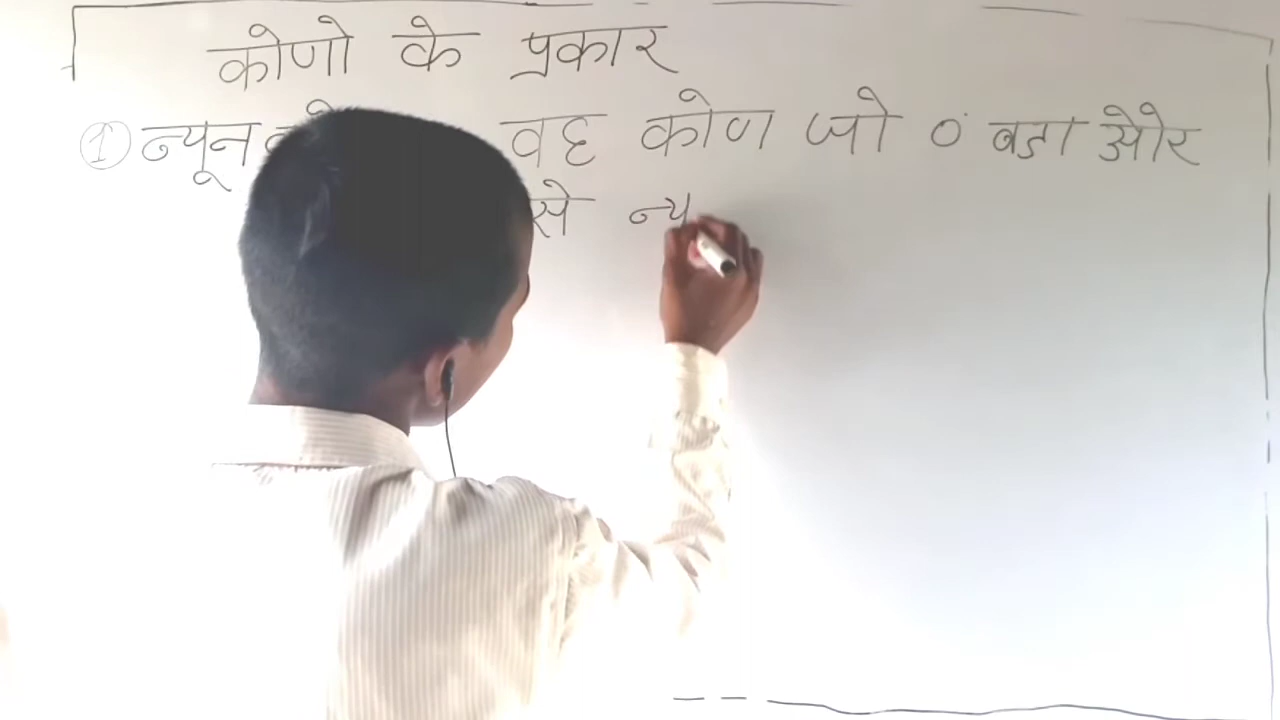 कोणो के प्रकार
① न्यून वह कोण जो 0° बडा और
से